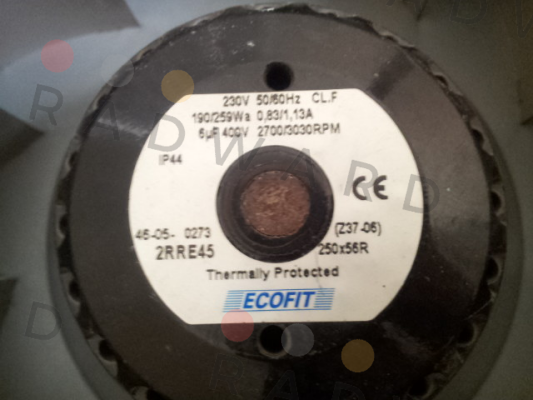 230V 50/60Hz CL.F
190/259Wa 0,83/1,13A
6µF 400V 2700/3030RPM
IP44
CE
46-05- 0273 (Z37-06)
2RRE45 250x56R
Thermally Protected
ECOFIT